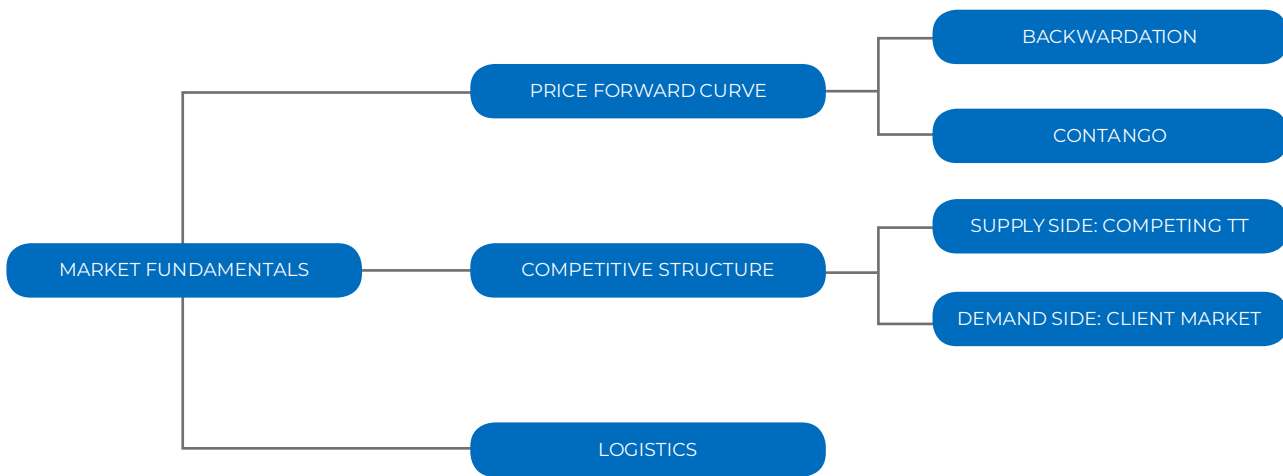 BACKWARDATION
PRICE FORWARD CURVE
CONTANGO
SUPPLY SIDE: COMPETING TT
MARKET FUNDAMENTALS
COMPETITIVE STRUCTURE
DEMAND SIDE: CLIENT MARKET
LOGISTICS